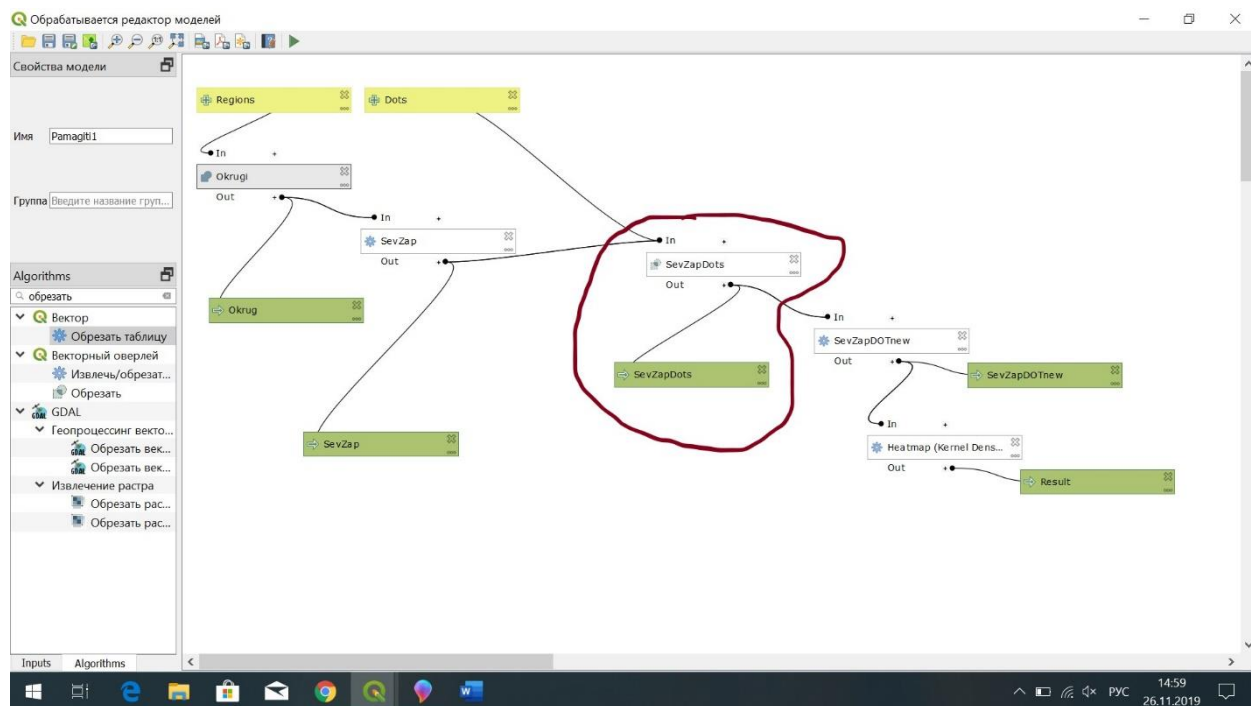 Обрабатывается редактор моделей
Свойства модели
Имя Pamagiti1
Группа Введите название груп...
Algorithms
обрезать
Вектор
Обрезать таблицу
Векторный оверлей
Извлечь/обрезат...
Обрезать
GDAL
Геопроцессинг векто...
Обрезать век...
Обрезать век...
Извлечение растра
Обрезать рас...
Обрезать рас...
Inputs Algorithms
Regions
Dots
In +
Okrugi
Out +
In +
SevZap
Out +
Okrug
SevZap
In +
SevZapDots
Out +
SevZapDots
In +
SevZapDOTnew
Out +
SevZapDOTnew
In +
Heatmap (Kernel Dens...
Out +
Result
РУС
14:59
26.11.2019